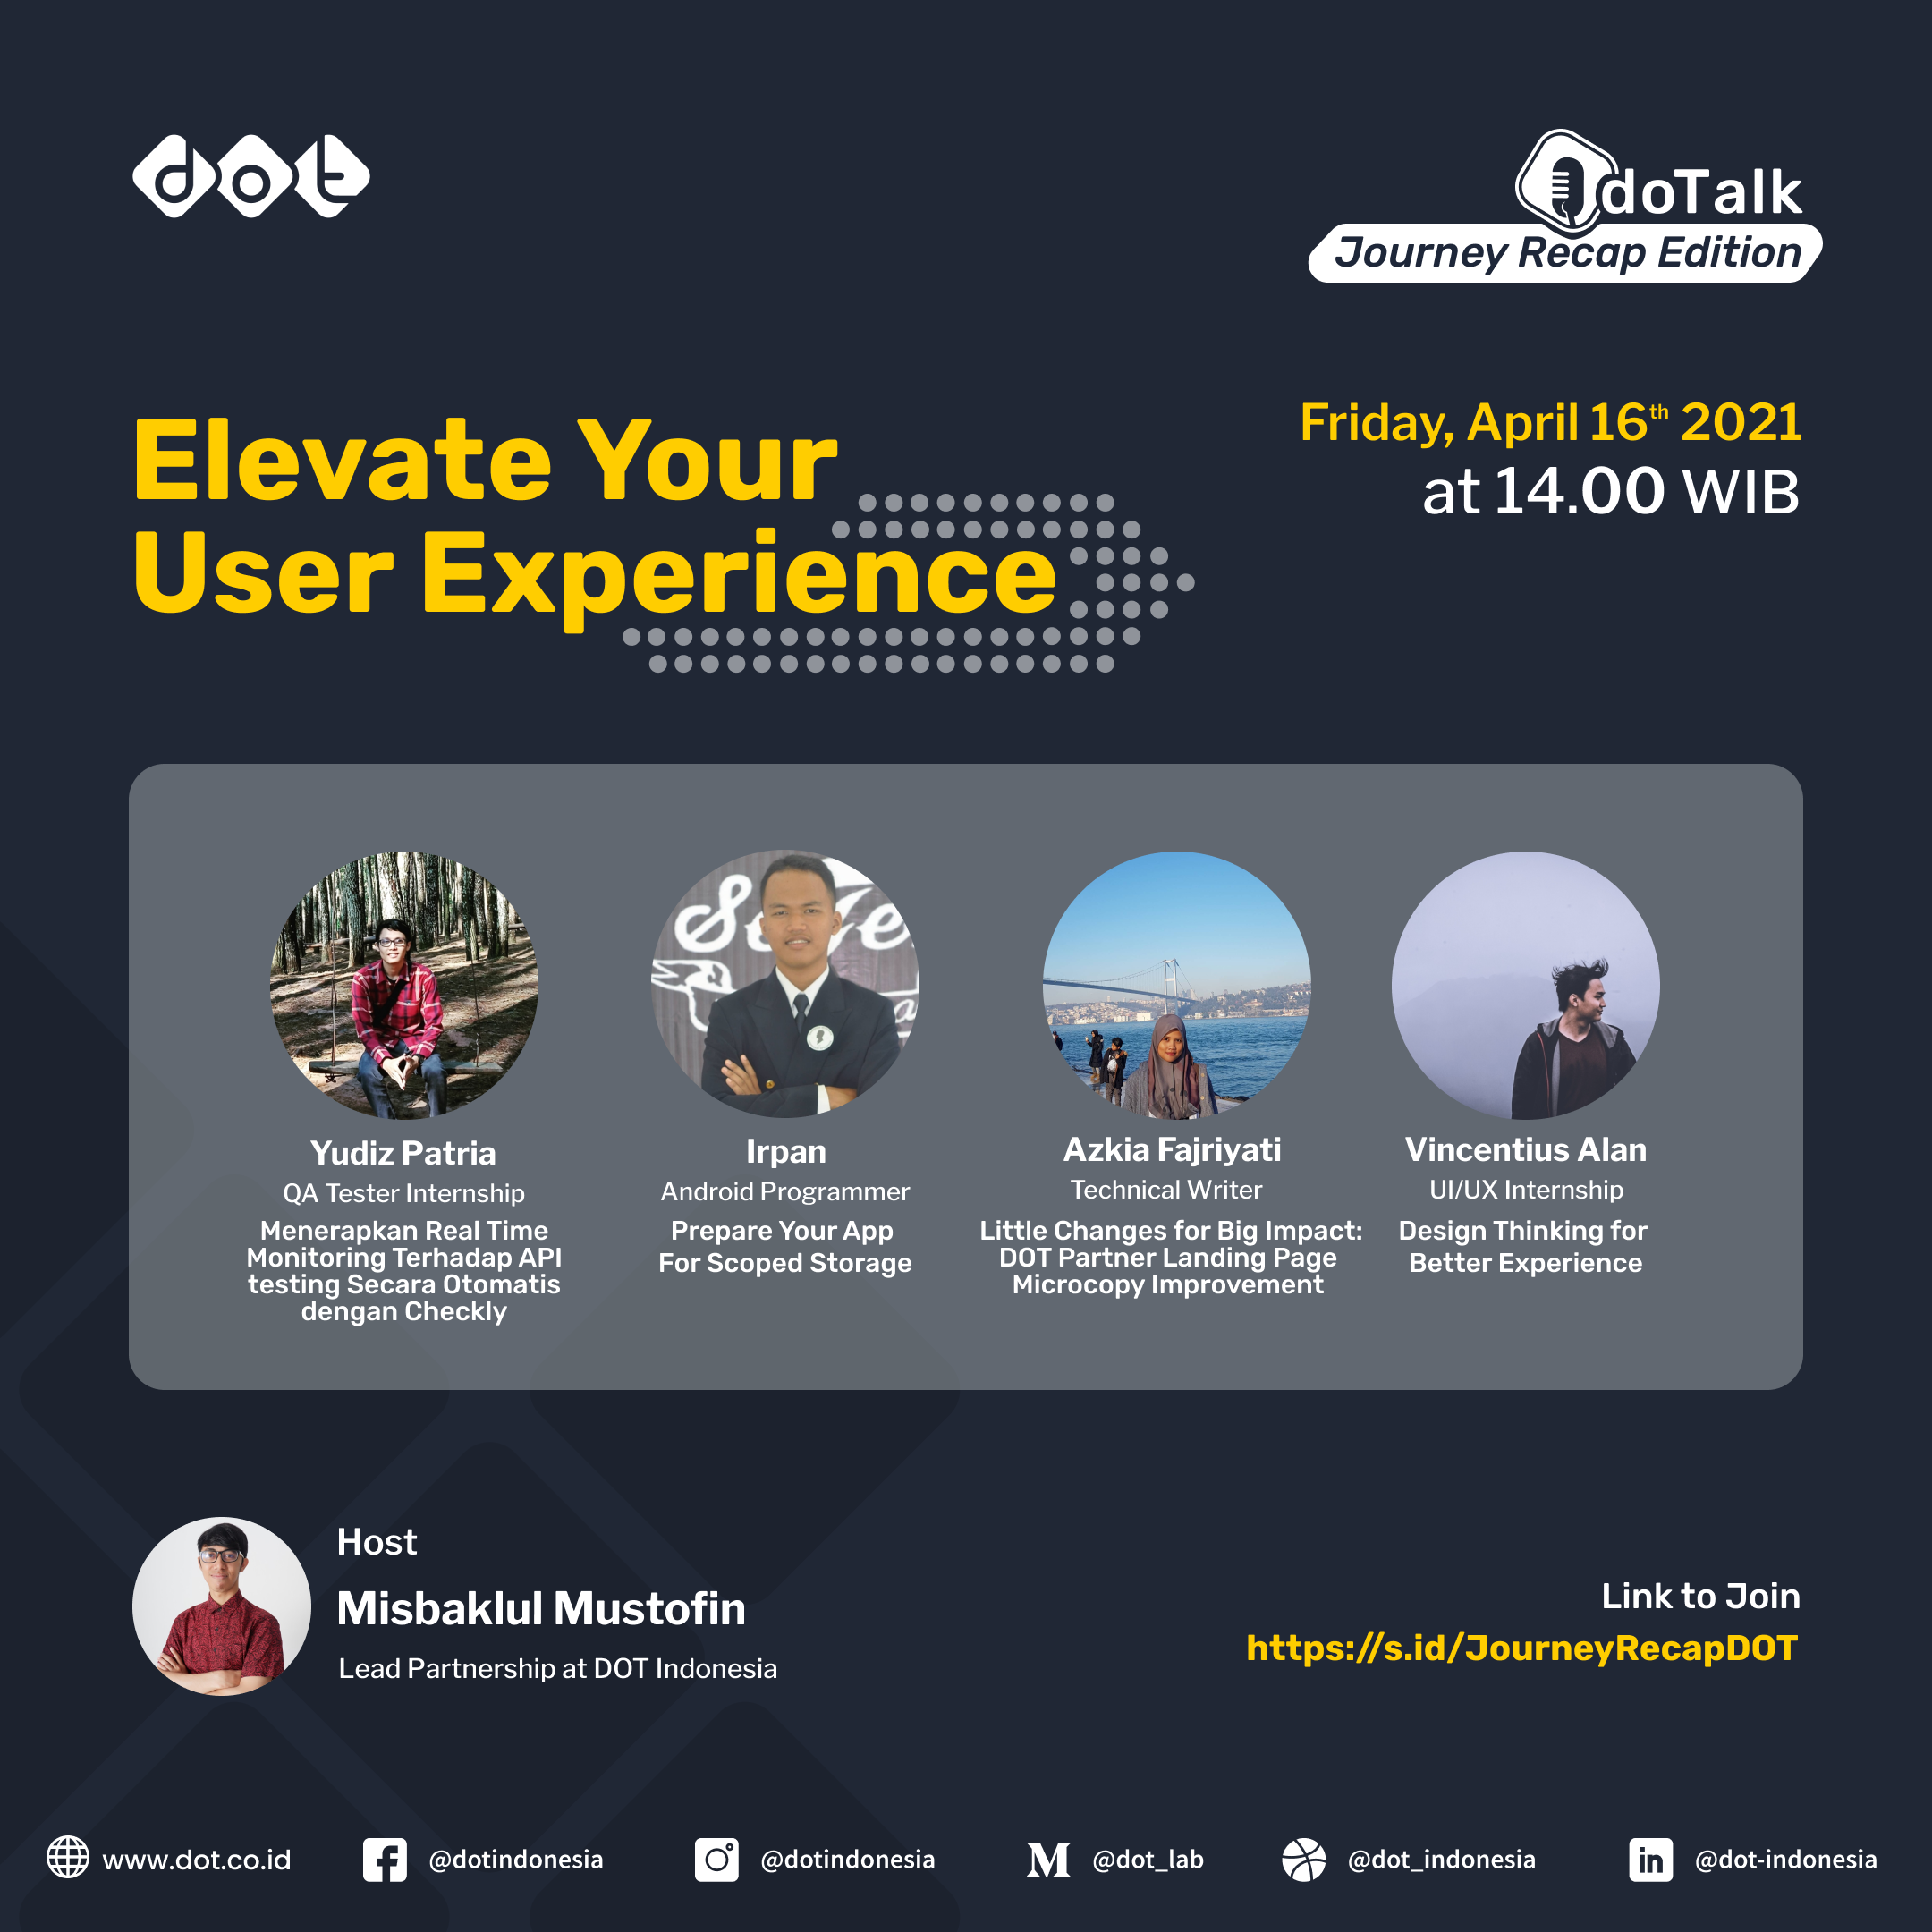 dot
doTalk
Journey Recap Edition
Elevate Your
User Experience
Friday, April 16th 2021
at 14.00 WIB
Yudiz Patria
QA Tester Internship
Menerapkan Real Time
Monitoring Terhadap API
testing Secara Otomatis
dengan Checkly
Irpan
Android Programmer
Prepare Your App
For Scoped Storage
Azkia Fajriyati
Technical Writer
Little Changes for Big Impact:
DOT Partner Landing Page
Microcopy Improvement
Vincentius Alan
UI/UX Internship
Design Thinking for
Better Experience
Host
Misbaklul Mustofin
Lead Partnership at DOT Indonesia
Link to Join
https://s.id/JourneyRecapDOT
www.dot.co.id
@dotindonesia
@dotindonesia
M @dot_lab
@dot_indonesia
in @dot-indonesia